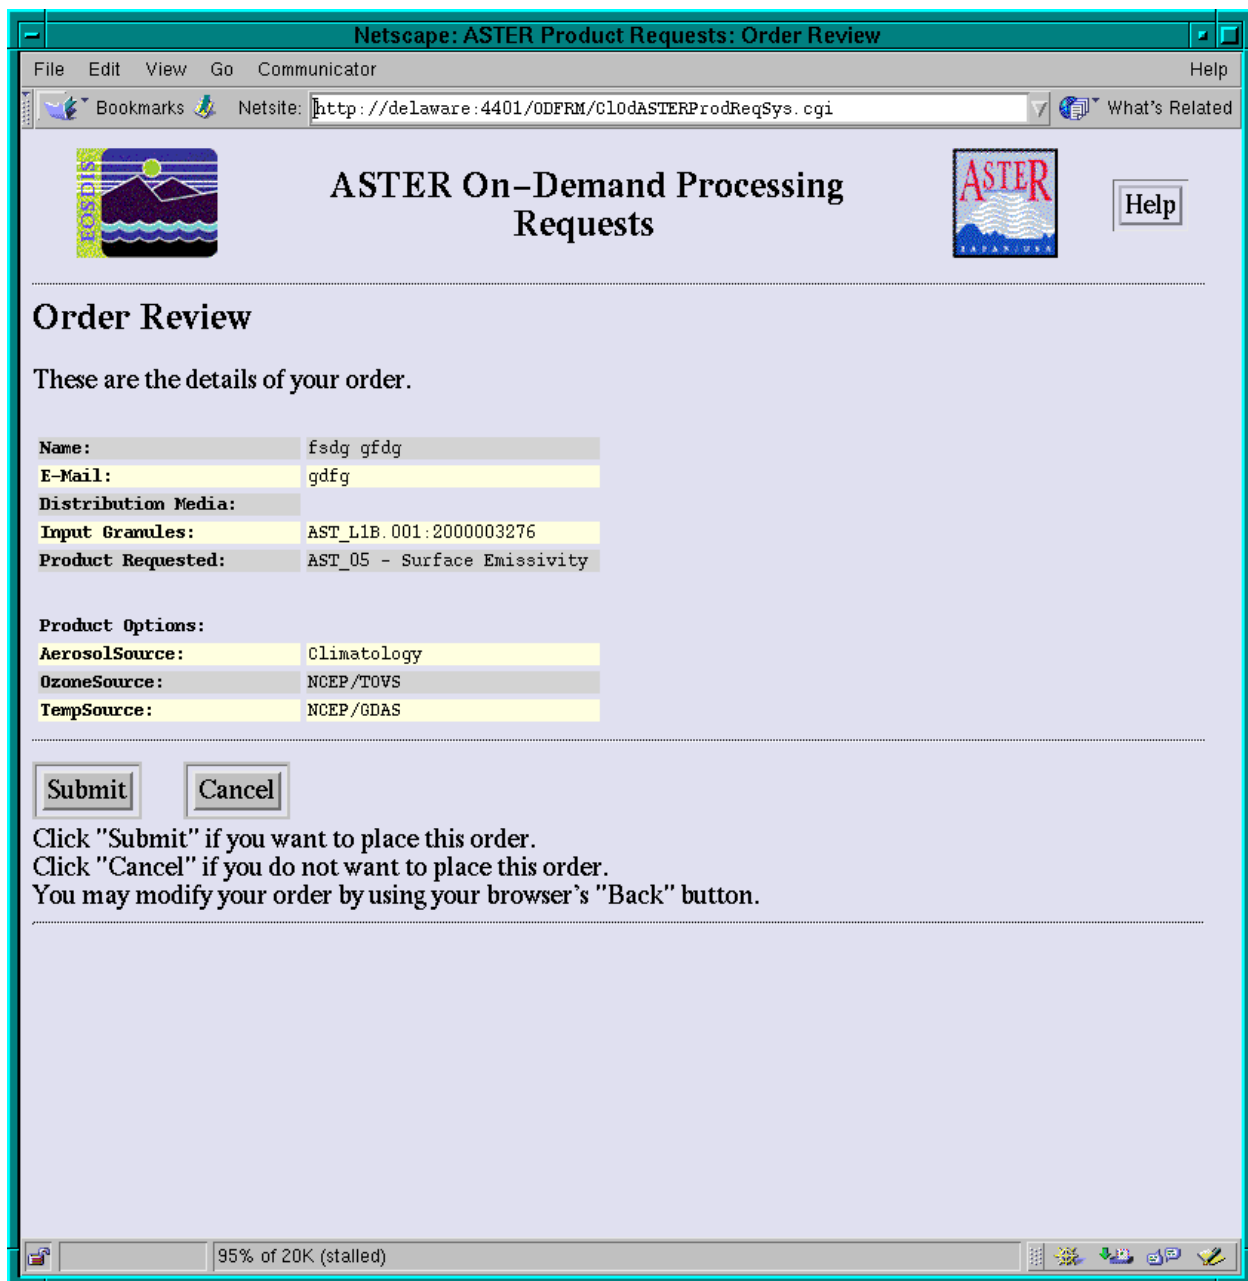 Netscape: ASTER Product Requests: Order Review
File Edit View Go Communicator Help
Bookmarks Netsite: http://delaware:4401/ODFRM/ClOdASTERProdReqSys.cgi What's Related
EOSDIS
ASTER On-Demand Processing
Requests
ASTER
JAPAN/USA
Help
Order Review
These are the details of your order.
Name: fsdg gfdg
E-Mail: gdfg
Distribution Media:
Input Granules: AST_L1B.001:2000003276
Product Requested: AST_05 - Surface Emissivity
Product Options:
AerosolSource: Climatology
OzoneSource: NCEP/TOVS
TempSource: NCEP/GDAS
Submit Cancel
Click "Submit" if you want to place this order.
Click "Cancel" if you do not want to place this order.
You may modify your order by using your browser's "Back" button.
95% of 20K (stalled)